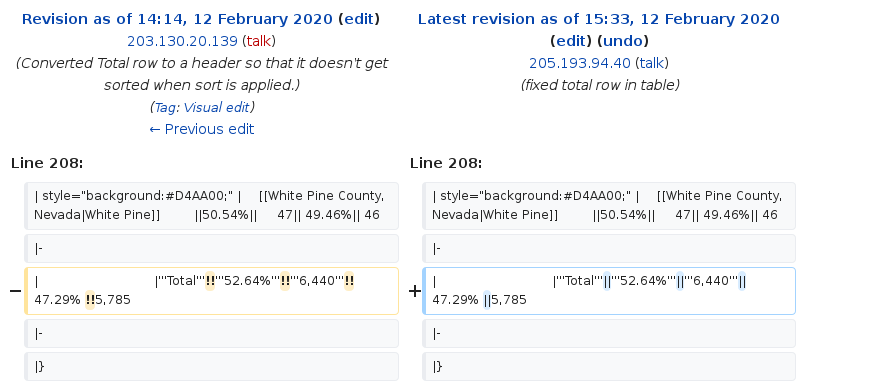 Revision as of 14:14, 12 February 2020 (edit)
203.130.20.139 (talk)
(Converted Total row to a header so that it doesn't get
sorted when sort is applied.)
(Tag: Visual edit)
← Previous edit
Latest revision as of 15:33, 12 February 2020
(edit) (undo)
205.193.94.40 (talk)
(fixed total row in table)
Line 208:
| style="background:#D4AA00;" | [[White Pine County,
Nevada|White Pine]] ||50.54%|| 47|| 49.46%|| 46
|-
− | |'''Total'''!!'''52.64%'''!!'''6,440'''!!
47.29% !!5,785
|-
|}
Line 208:
| style="background:#D4AA00;" | [[White Pine County,
Nevada|White Pine]] ||50.54%|| 47|| 49.46%|| 46
|-
+ | |'''Total'''||'''52.64%'''||'''6,440'''||
47.29% ||5,785
|-
|}